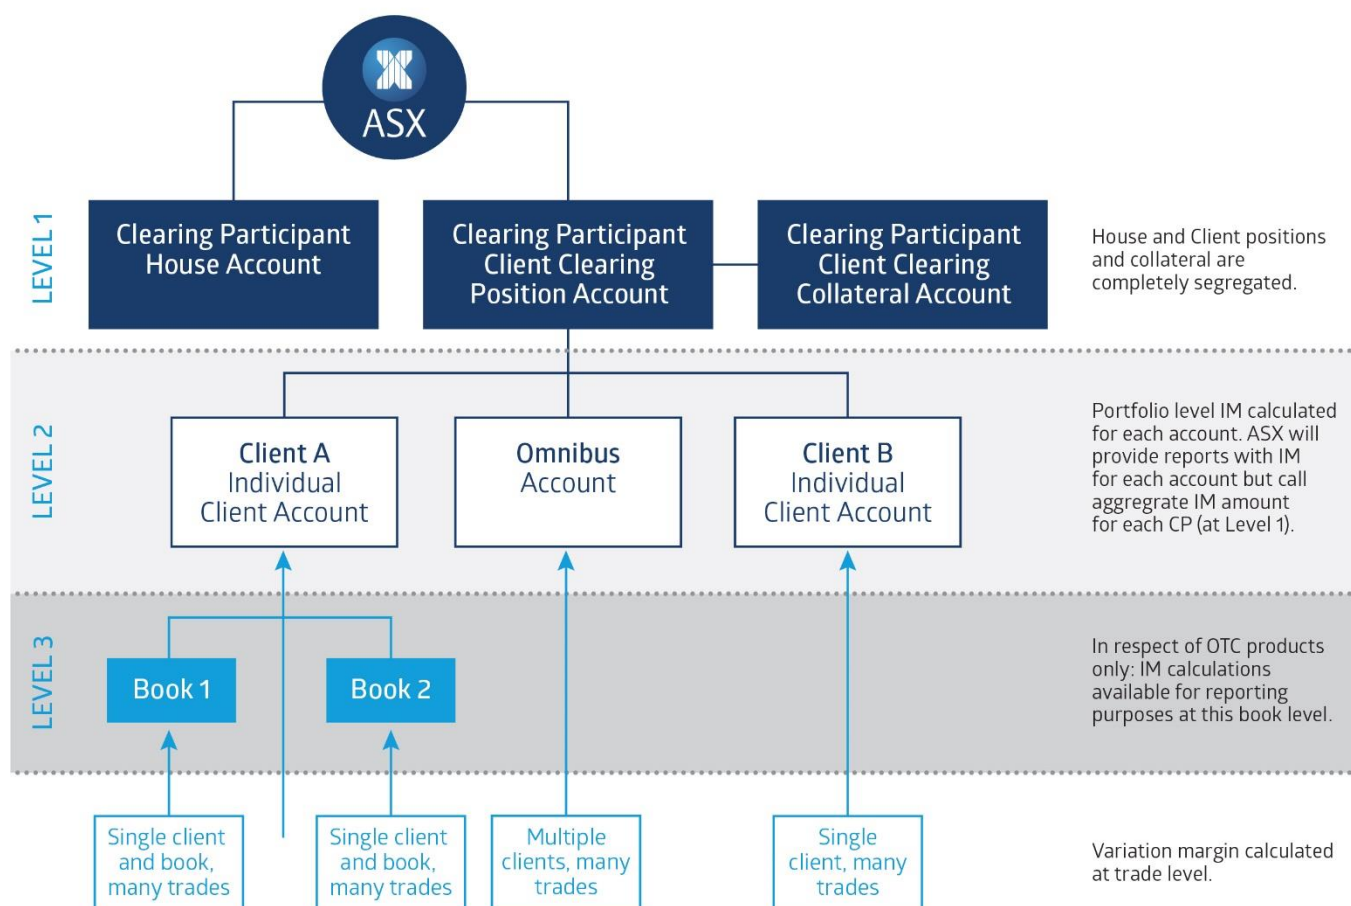 ASX
LEVEL 1
Clearing Participant
House Account
Clearing Participant
Client Clearing
Position Account
Clearing Participant
Client Clearing
Collateral Account
House and Client positions
and collateral are
completely segregated.
LEVEL 2
Client A
Individual
Client Account
Omnibus
Account
Client B
Individual
Client Account
Portfolio level IM calculated
for each account. ASX will
provide reports with IM
for each account but call
aggregrate IM amount
for each CP (at Level 1).
LEVEL 3
Book 1
Book 2
In respect of OTC products
only: IM calculations
available for reporting
purposes at this book level.
Single client
and book,
many trades
Single client
and book,
many trades
Multiple
clients, many
trades
Single
client, many
trades
Variation margin calculated
at trade level.